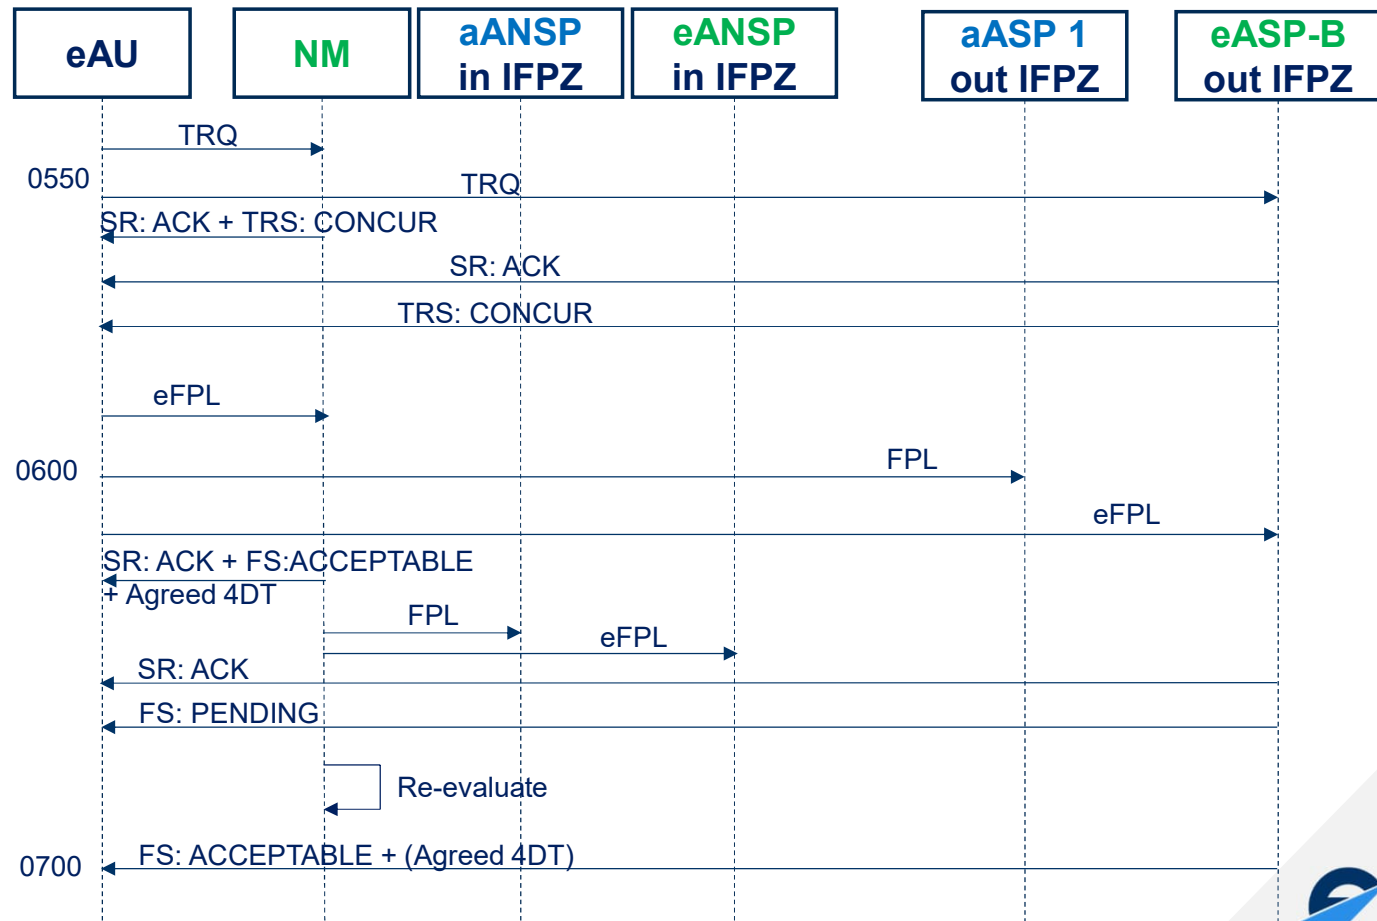 eAU
NM
aANSP
in IFPZ
eANSP
in IFPZ
aASP 1
out IFPZ
eASP-B
out IFPZ
TRQ
0550
TRQ
SR: ACK + TRS: CONCUR
SR: ACK
TRS: CONCUR
eFPL
0600
FPL
eFPL
SR: ACK + FS:ACCEPTABLE
+ Agreed 4DT
FPL
eFPL
SR: ACK
FS: PENDING
Re-evaluate
0700
FS: ACCEPTABLE + (Agreed 4DT)